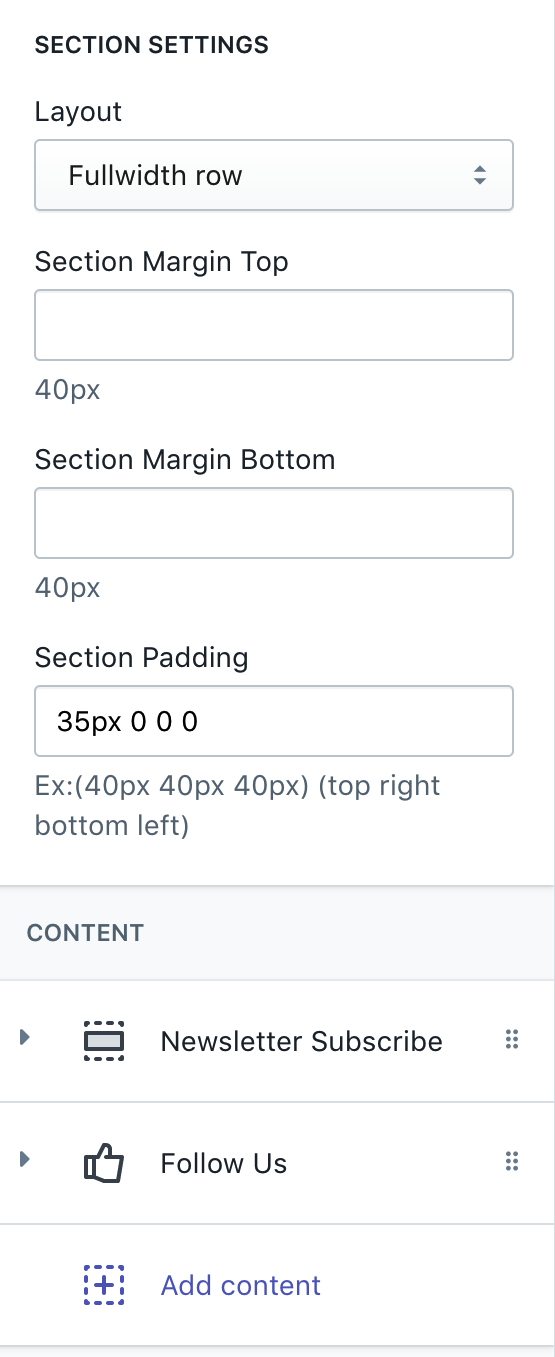 SECTION SETTINGS
Layout
Fullwidth row
Section Margin Top
40px
Section Margin Bottom
40px
Section Padding
35px 0 0 0
Ex:(40px 40px 40px) (top right
bottom left)
CONTENT
Newsletter Subscribe
Follow Us
Add content